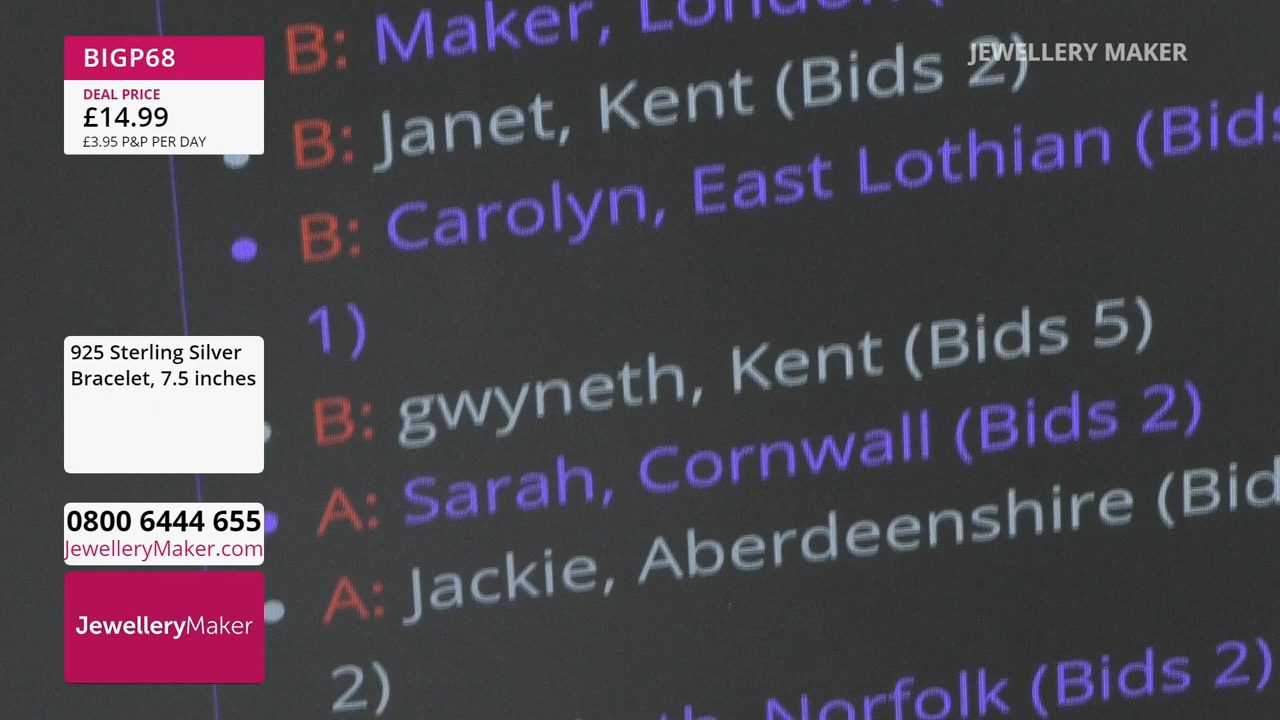 BIGP68
DEAL PRICE
£14.99
£3.95 P&P PER DAY
925 Sterling Silver
Bracelet, 7.5 inches
0800 6444 655
JewelleryMaker.com
JewelleryMaker
JEWELLERY MAKER
B: Maker, London (
B: Janet, Kent (Bids 2)
B: Carolyn, East Lothian (Bids
1)
B: gwyneth, Kent (Bids 5)
A: Sarah, Cornwall (Bids 2)
A: Jackie, Aberdeenshire (Bid
2)
Norfolk (Bids 2)